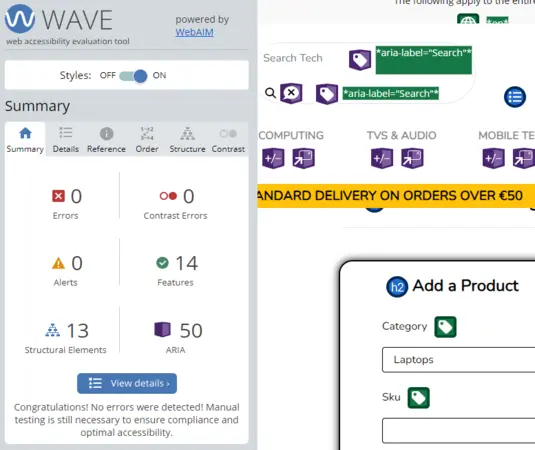 WAVE
web accessibility evaluation tool
powered by
WebAIM
Styles: OFF ON
Summary
Summary Details Reference Order Structure Contrast
0
Errors
0
Contrast Errors
0
Alerts
14
Features
13
Structural Elements
50
ARIA
View details ›
Congratulations! No errors were detected! Manual
testing is still necessary to ensure compliance and
optimal accessibility.
The following apply to the entire
Search Tech
*aria-label="Search"*
*aria-label="Search"*
COMPUTING TVS & AUDIO MOBILE TE
ANDARD DELIVERY ON ORDERS OVER €50
h2 Add a Product
Category
Laptops
Sku